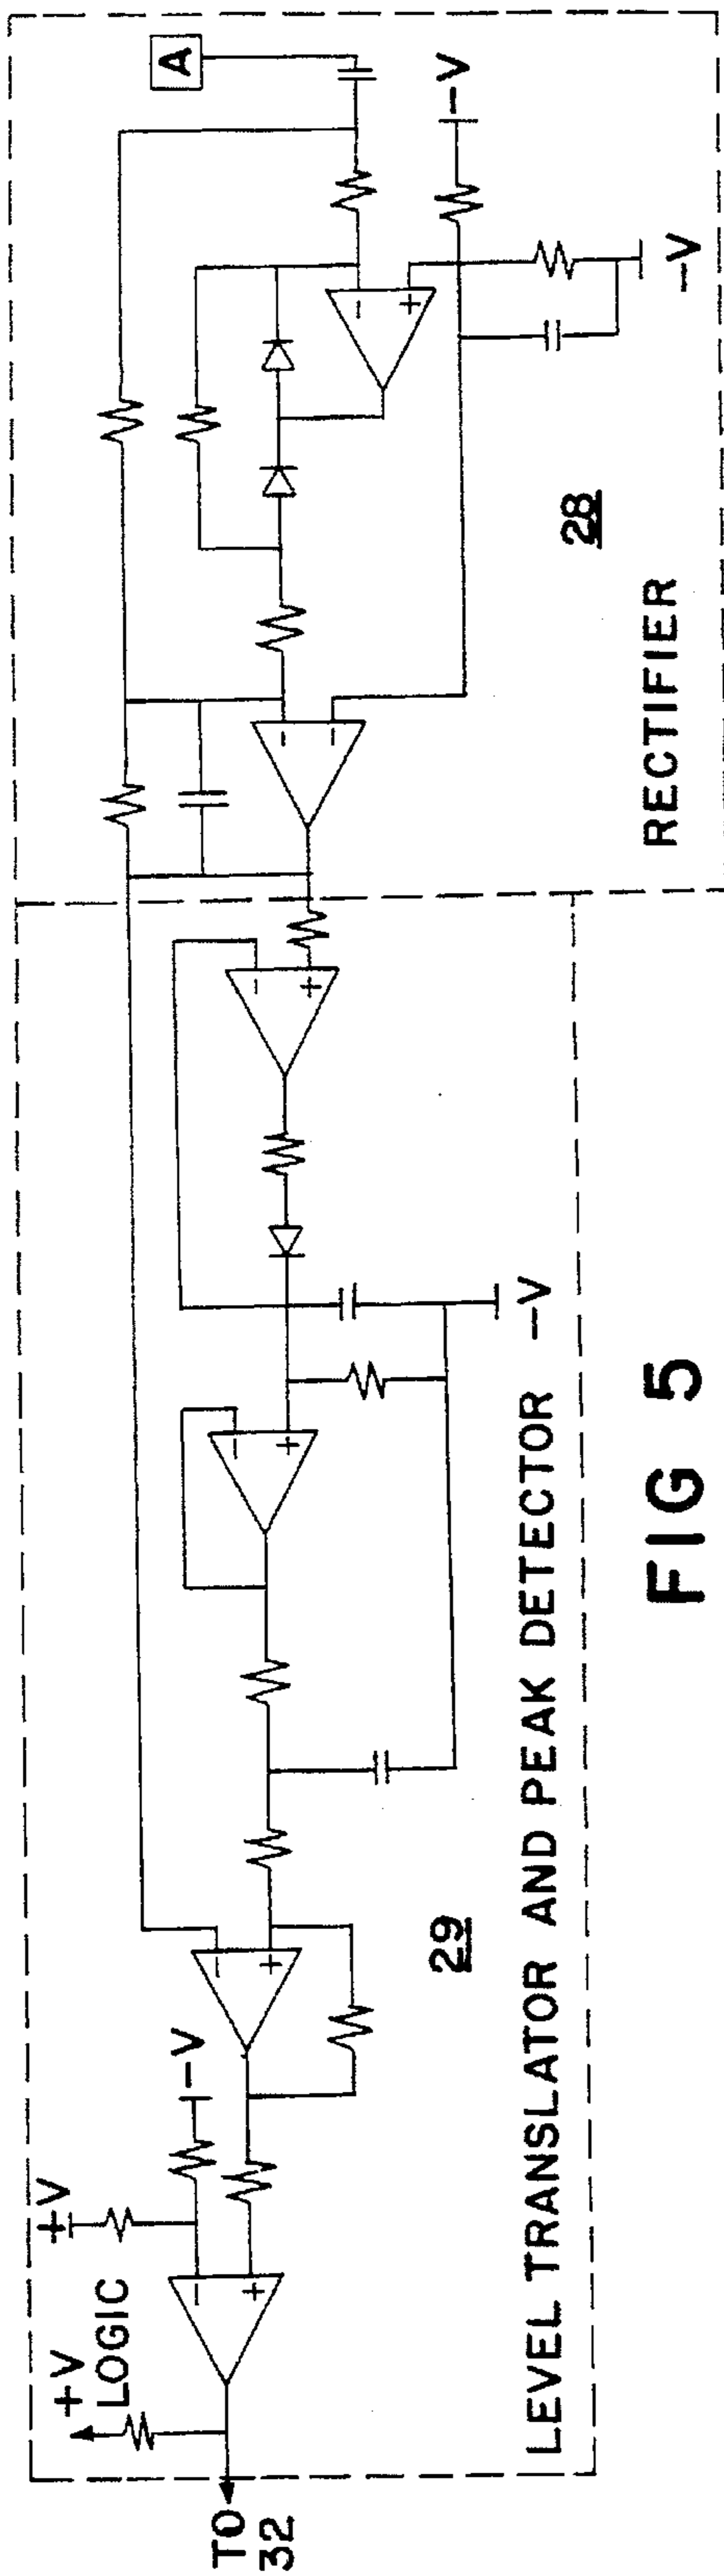 A
+V
+V
LOGIC
−V
−
+
−
+
−
+
−
+
−
−
−
+
−V
TO
32
29
−V
28
−V
LEVEL TRANSLATOR AND PEAK DETECTOR
RECTIFIER
FIG 5